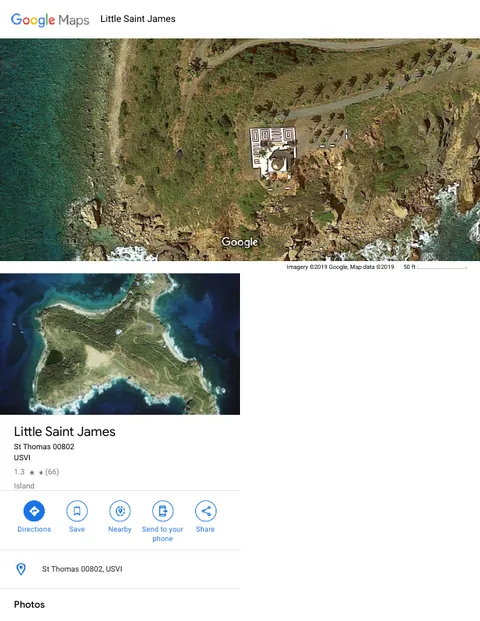 Google Maps
Little Saint James
Google
Imagery ©2019 Google, Map data ©2019
50 ft
Little Saint James
St Thomas 00802
USVI
1.3 (66)
Island
Directions
Save
Nearby
Send to your
phone
Share
St Thomas 00802, USVI
Photos